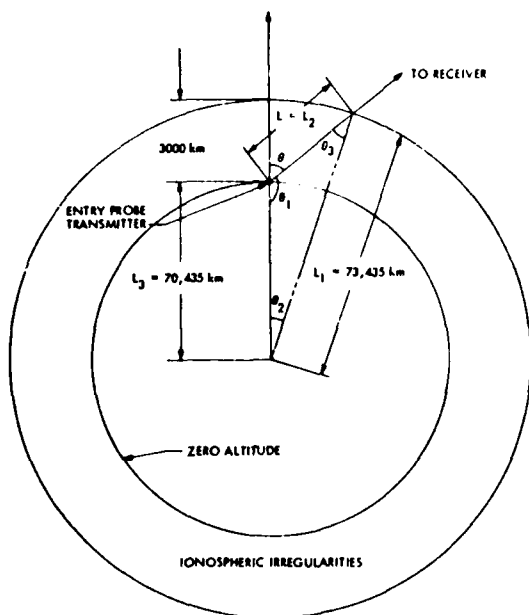 TO RECEIVER
L = L2
3000 km
θ
θ3
θ1
ENTRY PROBE
TRANSMITTER
L3 = 70,435 km
L1 = 73,435 km
θ2
ZERO ALTITUDE
IONOSPHERIC IRREGULARITIES